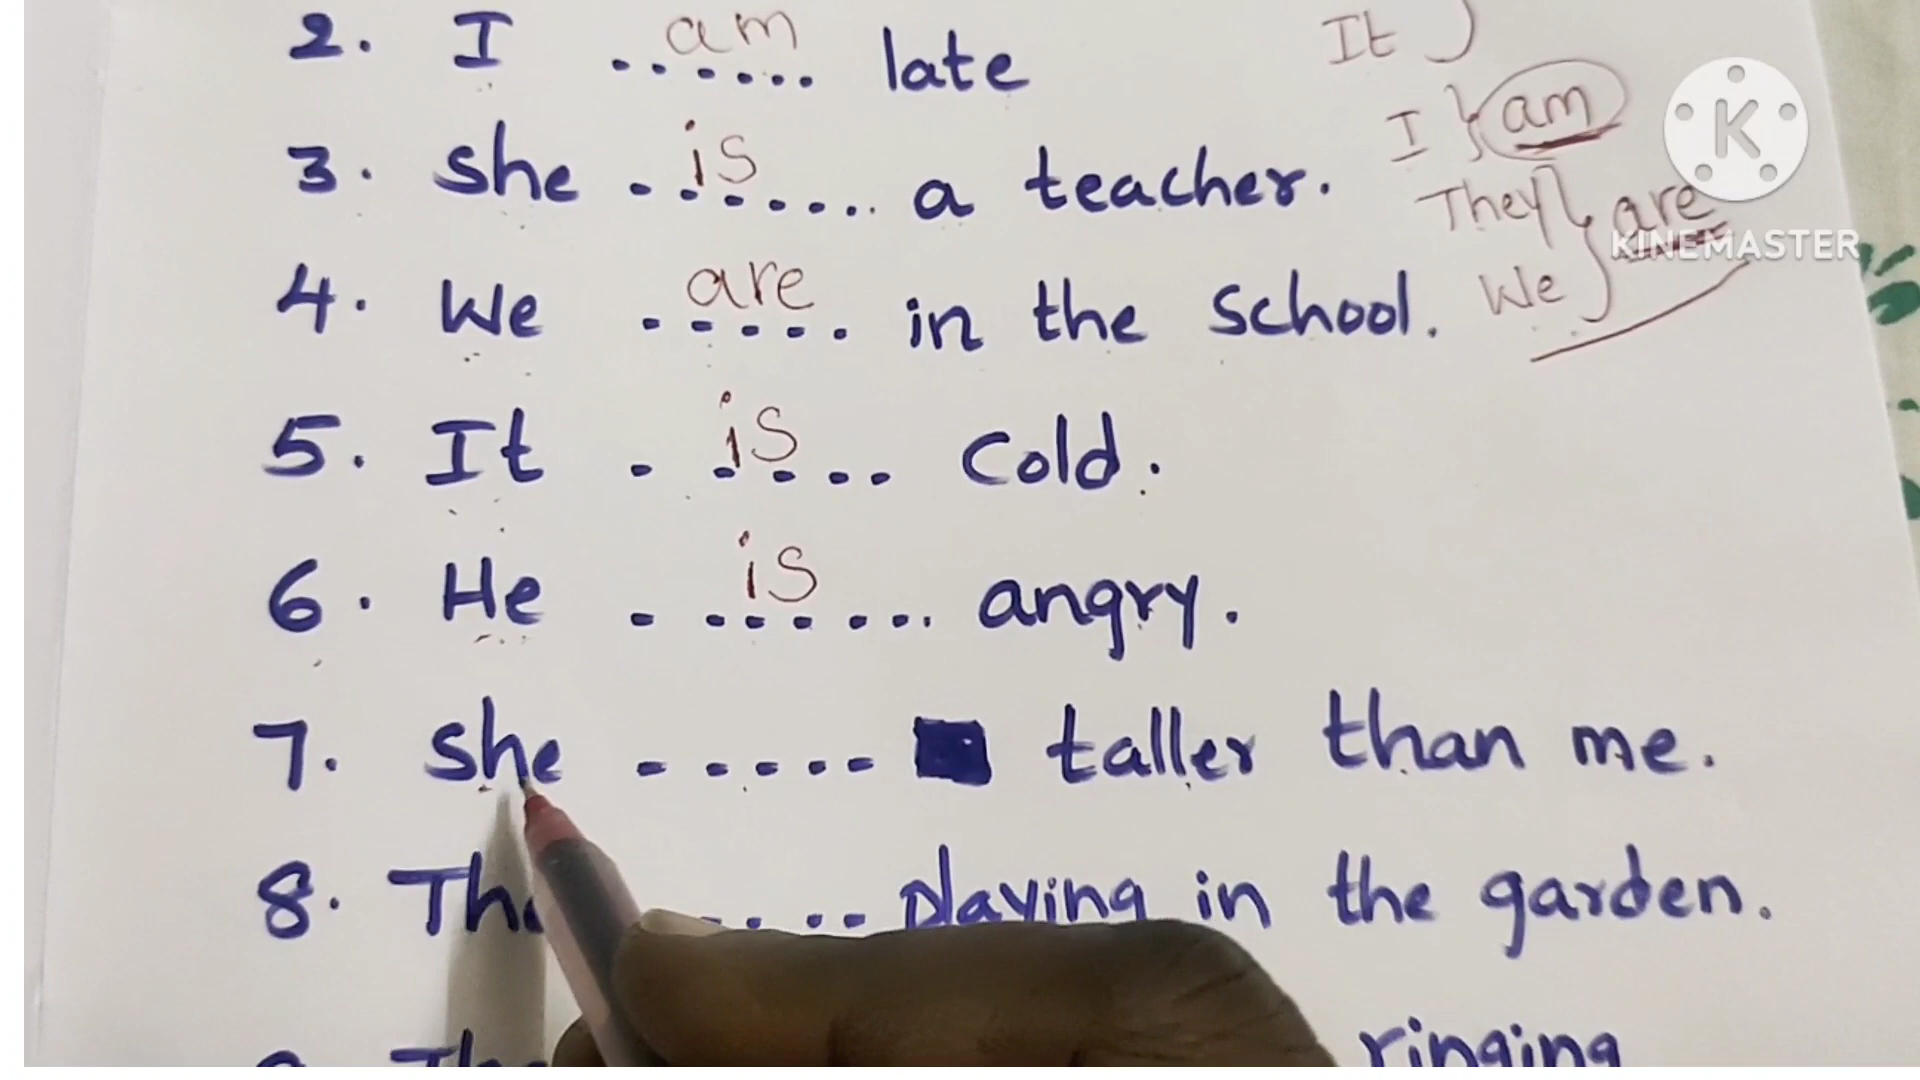 2. I ...am... late
It }
I } am
3. She ...is... a teacher.
They } are
4. We ...are... in the school.
We
5. It ...is... Cold.
6. He ...is... angry.
7. She ..... taller than me.
8. ..... playing in the garden.
ringing
K
KINEMASTER